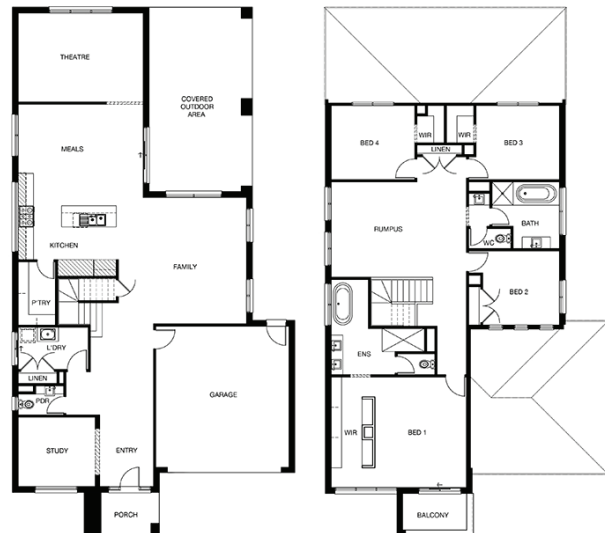 THEATRE
COVERED
OUTDOOR
AREA
MEALS
KITCHEN
FAMILY
P'TRY
L'DRY
LINEN
PDR
GARAGE
STUDY
ENTRY
PORCH
BED 4
WIR
WIR
BED 3
LINEN
RUMPUS
BATH
WC
BED 2
ENS
WIR
BED 1
BALCONY